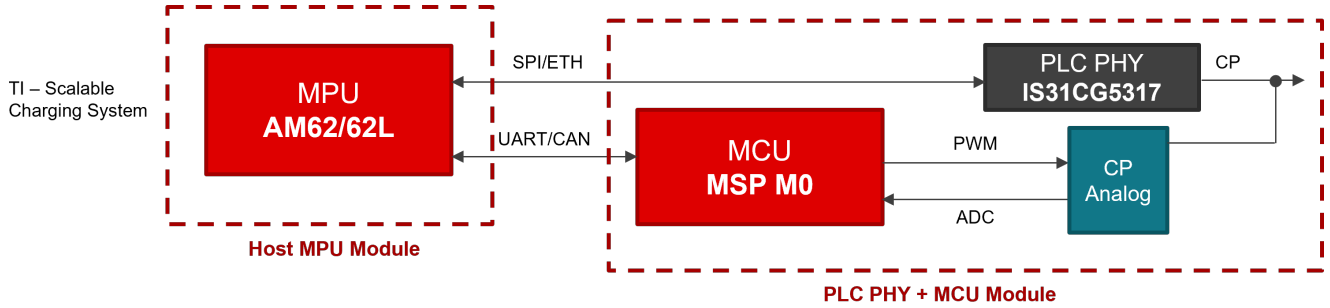 TI – Scalable
Charging System
MPU
AM62/62L
Host MPU Module
SPI/ETH
UART/CAN
PLC PHY
IS31CG5317
CP
MCU
MSP M0
PWM
ADC
CP
Analog
PLC PHY + MCU Module